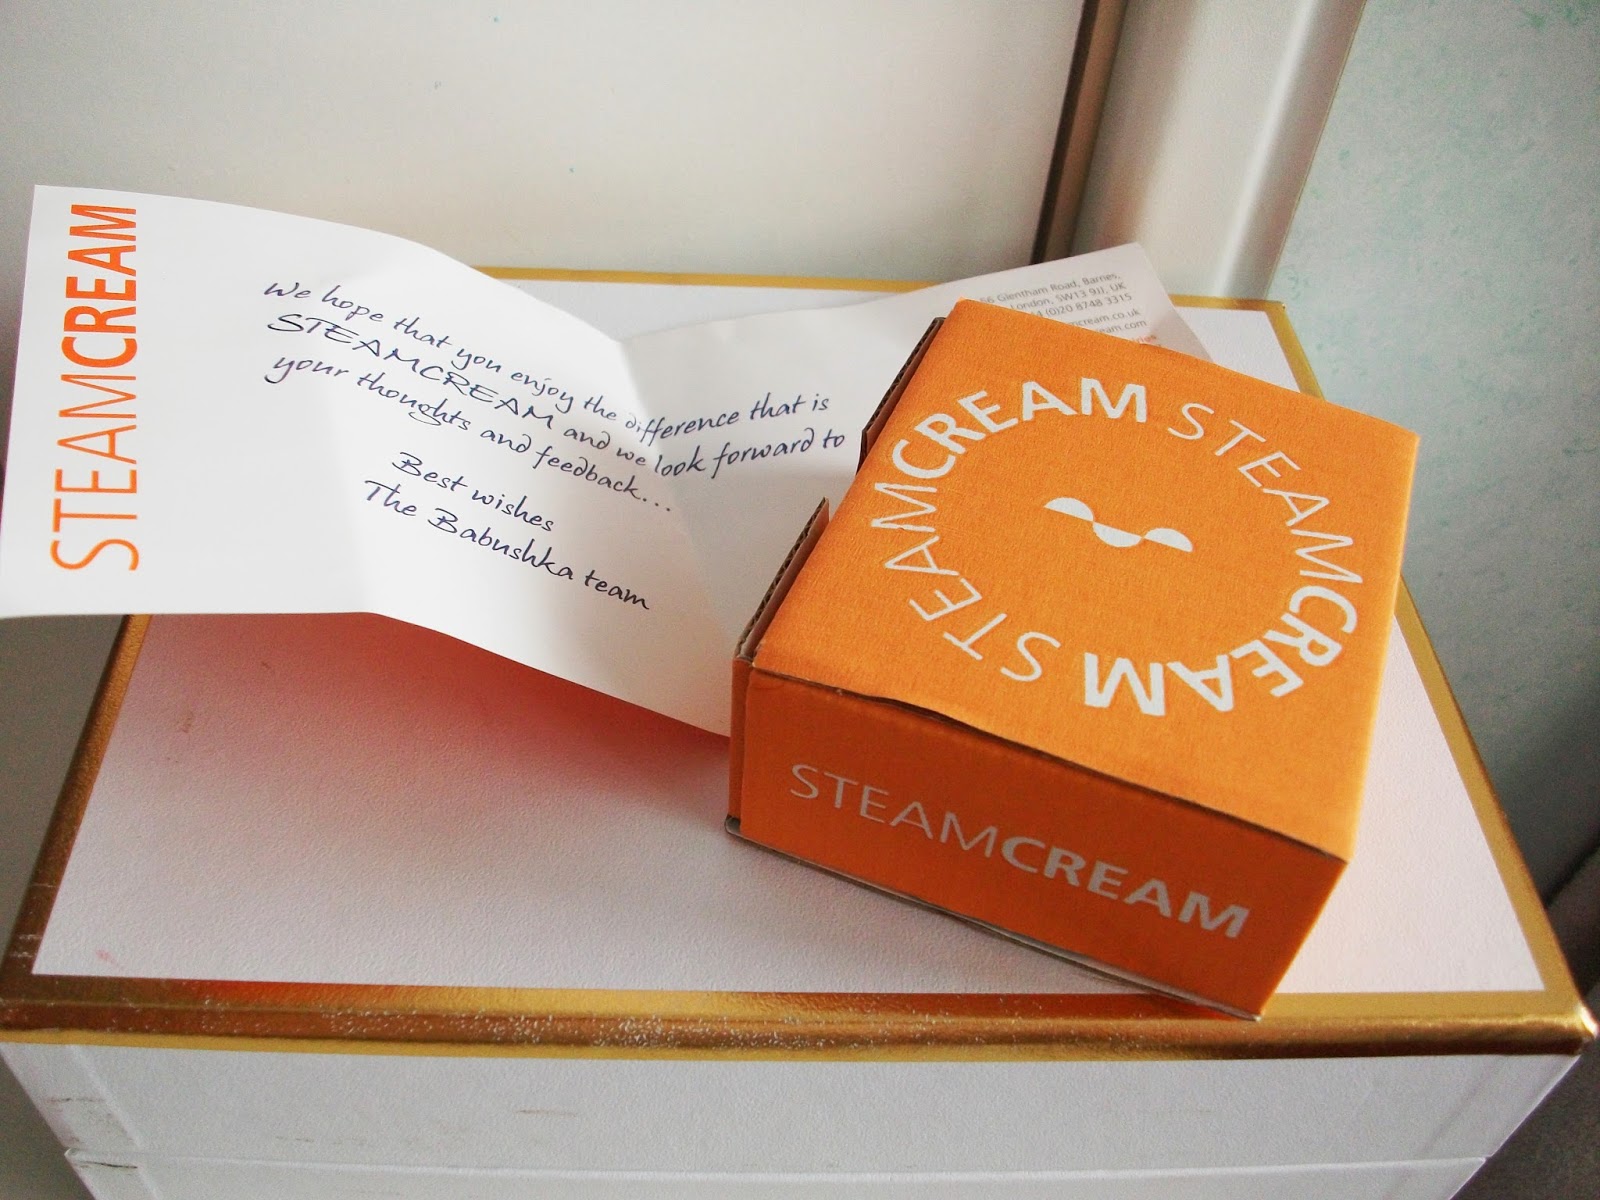 STEAMCREAM
We hope that you enjoy the difference that is
STEAMCREAM and we look forward to
your thoughts and feedback...
Best wishes
The Babushka team
56 Glentham Road, Barnes,
London, SW13 9JJ, UK
(0)20 8748 3315
STEAMCREAM STEAMCREAM
STEAMCREAM